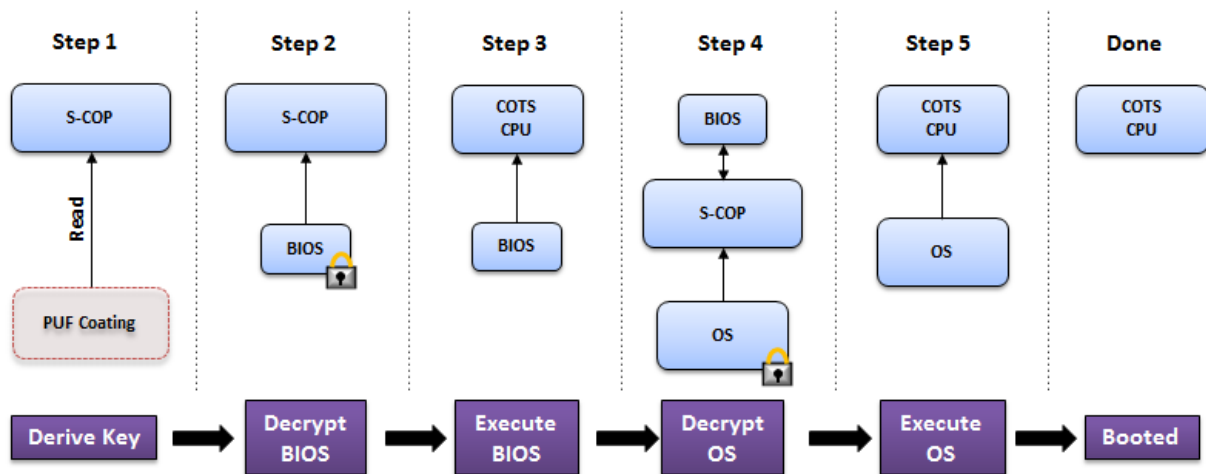 Step 1
Step 2
Step 3
Step 4
Step 5
Done
S-COP
Read
PUF Coating
S-COP
BIOS
COTS
CPU
BIOS
BIOS
S-COP
OS
COTS
CPU
OS
COTS
CPU
Derive Key
Decrypt
BIOS
Execute
BIOS
Decrypt
OS
Execute
OS
Booted